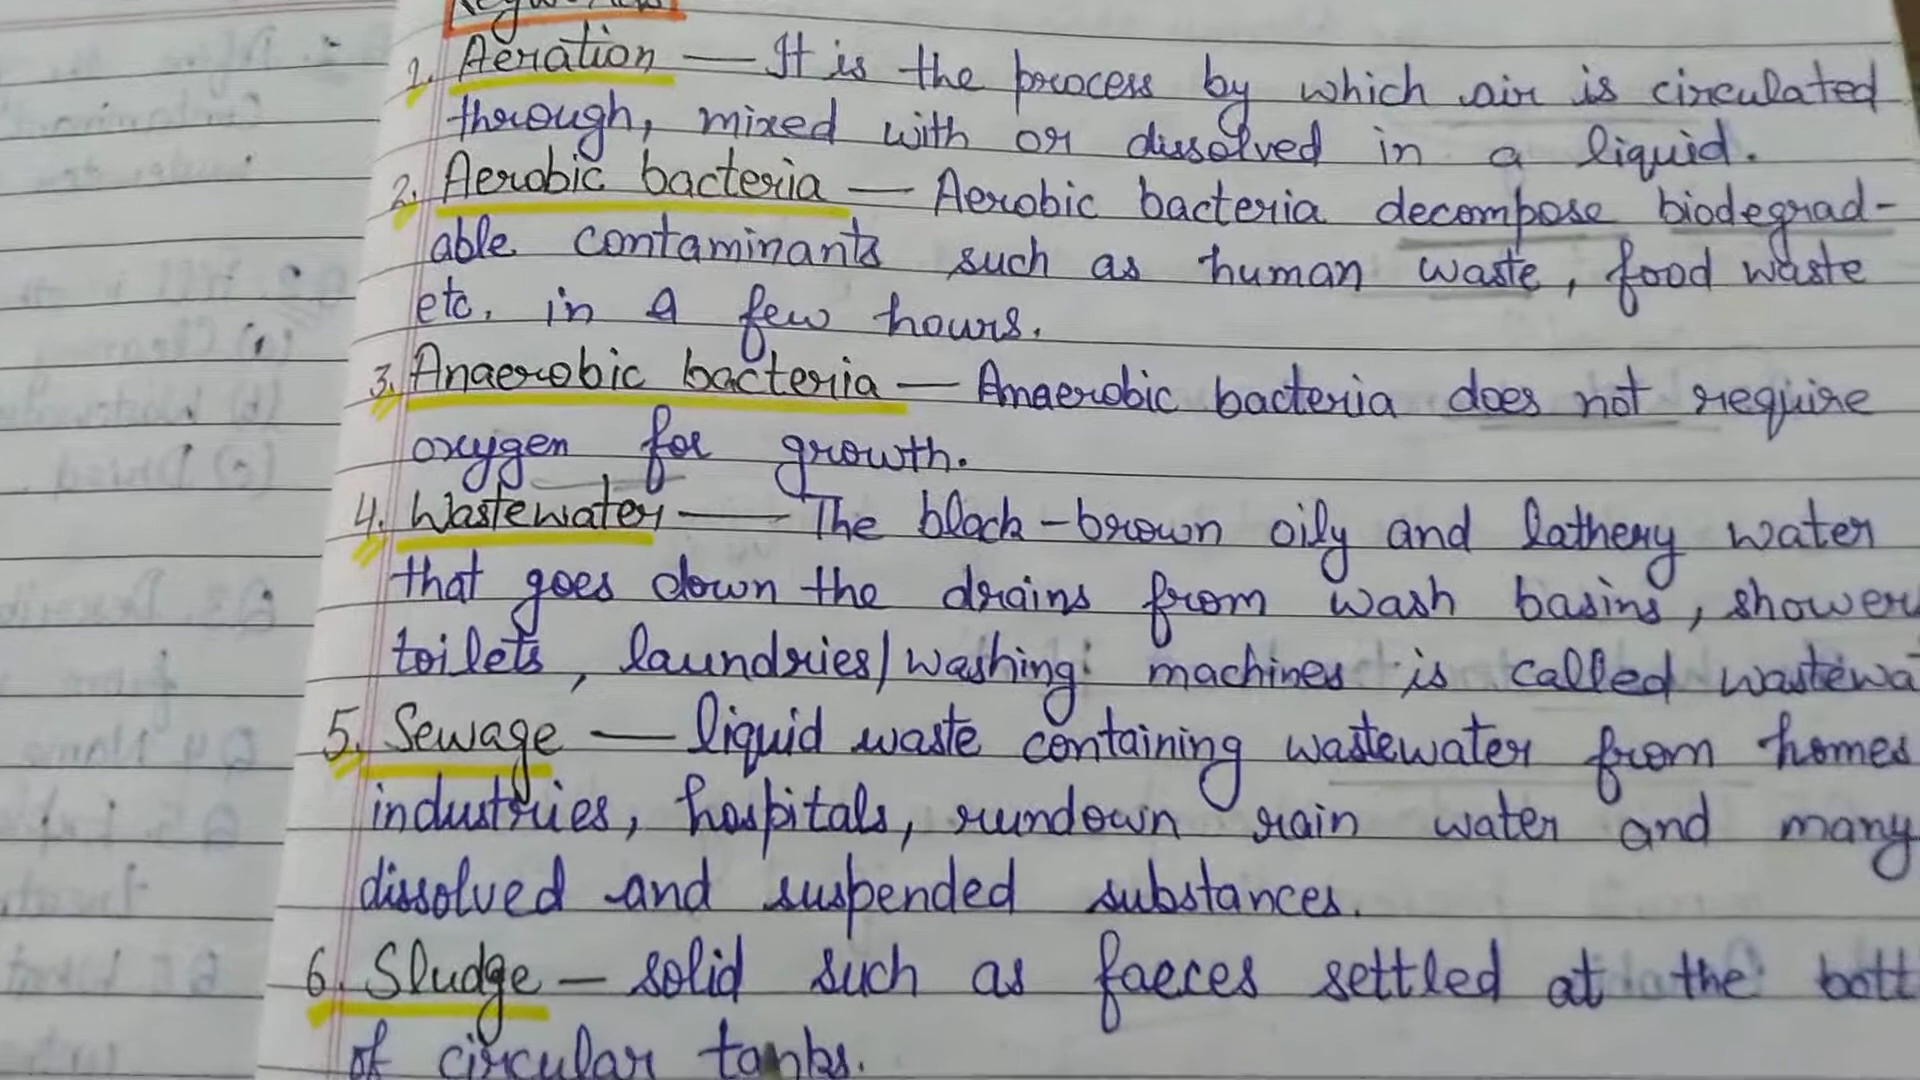 Keywords
1. Aeration — It is the process by which air is circulated
through, mixed with or dissolved in a liquid.
2. Aerobic bacteria — Aerobic bacteria decompose biodegrad-
able contaminants such as human waste, food waste
etc. in a few hours.
3. Anaerobic bacteria — Anaerobic bacteria does not require
oxygen for growth.
4. Wastewater — The black-brown oily and lathery water
that goes down the drains from wash basins, shower
toilets, laundries/washing machines is called wastewa
5. Sewage — liquid waste containing wastewater from homes
industries, hospitals, rundown rain water and many
dissolved and suspended substances.
6. Sludge — solid such as faeces settled at the bott
of circular tanks.